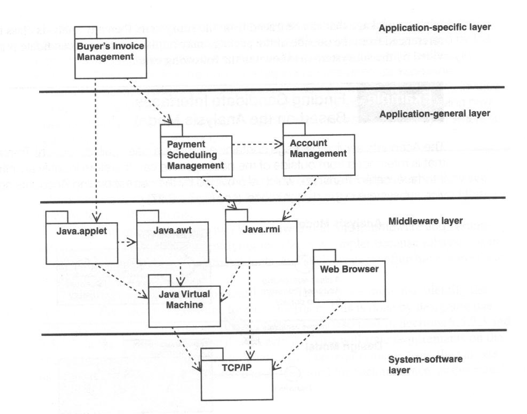 Application-specific layer
Buyer's Invoice
Management
Application-general layer
Payment
Scheduling
Management
Account
Management
Middleware layer
Java.applet
Java.awt
Java.rmi
Web Browser
Java Virtual
Machine
System-software
layer
TCP/IP